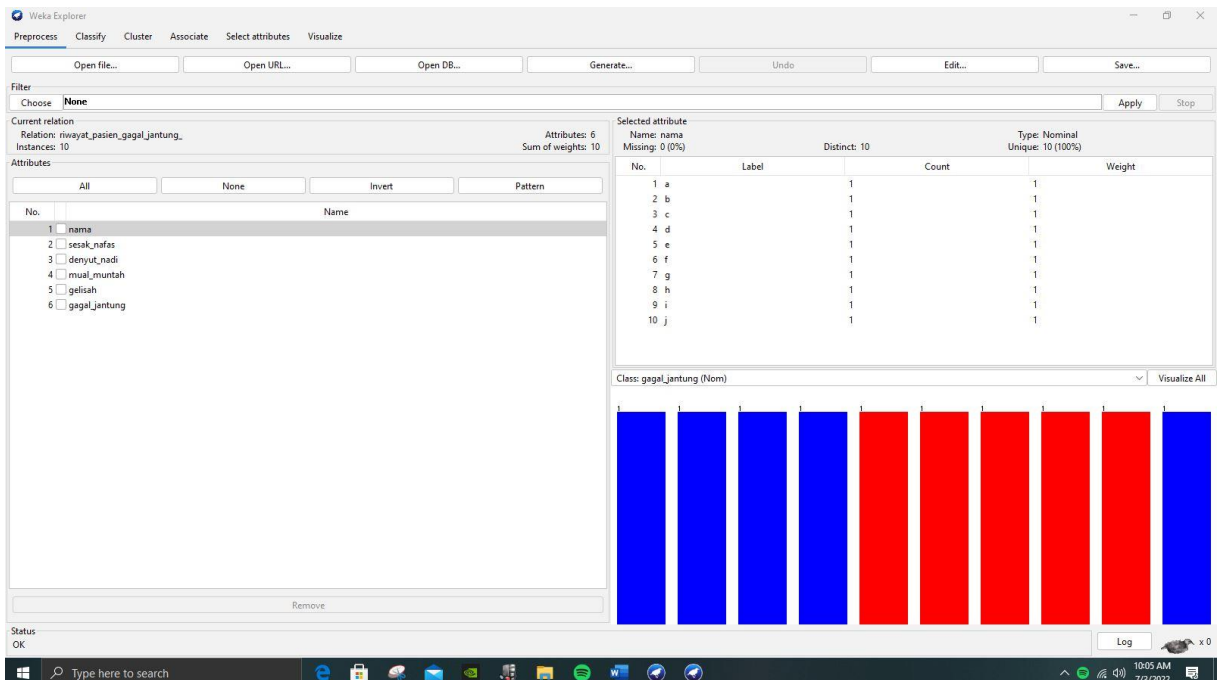 Weka Explorer
Preprocess Classify Cluster Associate Select attributes Visualize
Open file... Open URL... Open DB... Generate... Undo Edit... Save...
Filter
Choose None Apply Stop
Current relation
Relation: riwayat_pasien_gagal_jantung_ Attributes: 6
Instances: 10 Sum of weights: 10
Attributes
All None Invert Pattern
No. Name
1 nama
2 sesak_nafas
3 denyut_nadi
4 mual_muntah
5 gelisah
6 gagal_jantung
Remove
Selected attribute
Name: nama Type: Nominal
Missing: 0 (0%) Distinct: 10 Unique: 10 (100%)
No. Label Count Weight
1 a 1 1
2 b 1 1
3 c 1 1
4 d 1 1
5 e 1 1
6 f 1 1
7 g 1 1
8 h 1 1
9 i 1 1
10 j 1 1
Class: gagal_jantung (Nom) Visualize All
1 1 1 1 1 1 1 1 1 1
Status
OK Log x 0
Type here to search 10:05 AM
7/3/2022